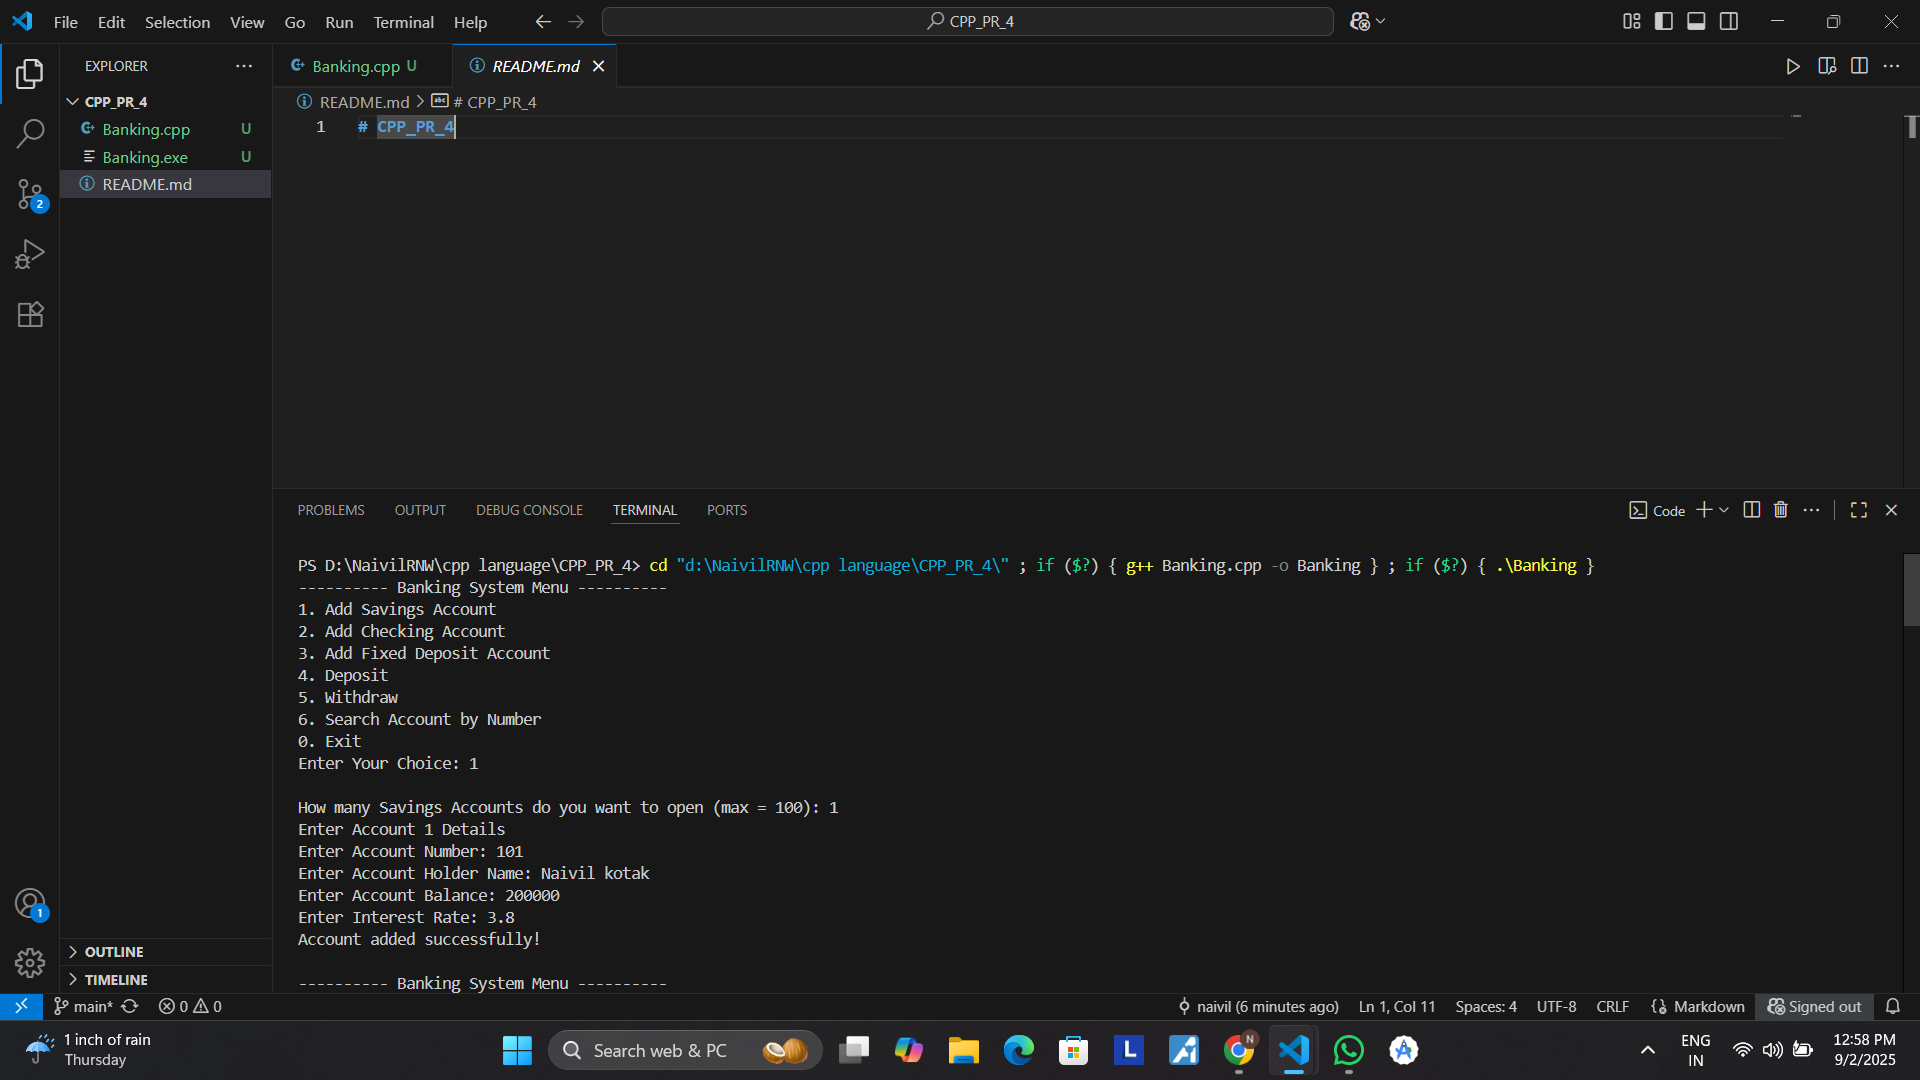 File Edit Selection View Go Run Terminal Help
CPP_PR_4
EXPLORER
Banking.cpp U
README.md
CPP_PR_4
Banking.cpp U
Banking.exe U
README.md
README.md > # CPP_PR_4
1 # CPP_PR_4
2
PROBLEMS OUTPUT DEBUG CONSOLE TERMINAL PORTS
Code
PS D:\NaivilRNW\cpp language\CPP_PR_4> cd "d:\NaivilRNW\cpp language\CPP_PR_4\" ; if ($?) { g++ Banking.cpp -o Banking } ; if ($?) { .\Banking }
---------- Banking System Menu ----------
1. Add Savings Account
2. Add Checking Account
3. Add Fixed Deposit Account
4. Deposit
5. Withdraw
6. Search Account by Number
0. Exit
Enter Your Choice: 1
How many Savings Accounts do you want to open (max = 100): 1
Enter Account 1 Details
Enter Account Number: 101
Enter Account Holder Name: Naivil kotak
Enter Account Balance: 200000
Enter Interest Rate: 3.8
Account added successfully!
---------- Banking System Menu ----------
1
OUTLINE
TIMELINE
main* 0 0
naivil (6 minutes ago) Ln 1, Col 11 Spaces: 4 UTF-8 CRLF Markdown Signed out
1 inch of rain
Thursday
Search web & PC
L
N
ENG
IN
12:58 PM
9/2/2025